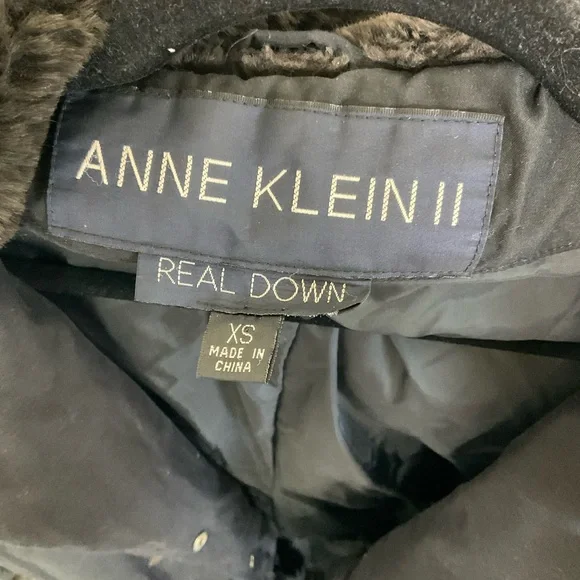 ANNE KLEIN II
REAL DOWN
XS
MADE IN
CHINA